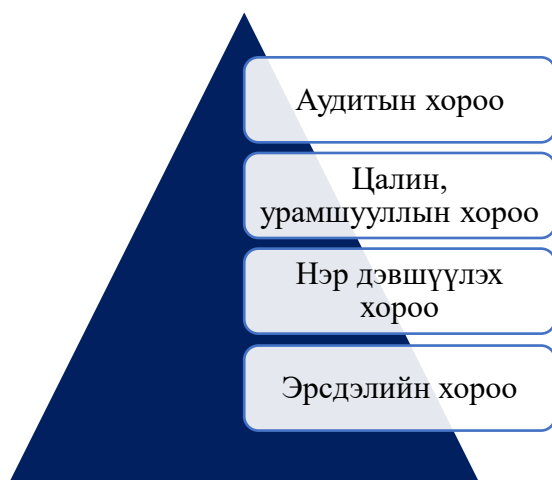 Аудитын хороо
Цалин,
урамшууллын хороо
Нэр дэвшүүлэх
хороо
Эрсдэлийн хороо